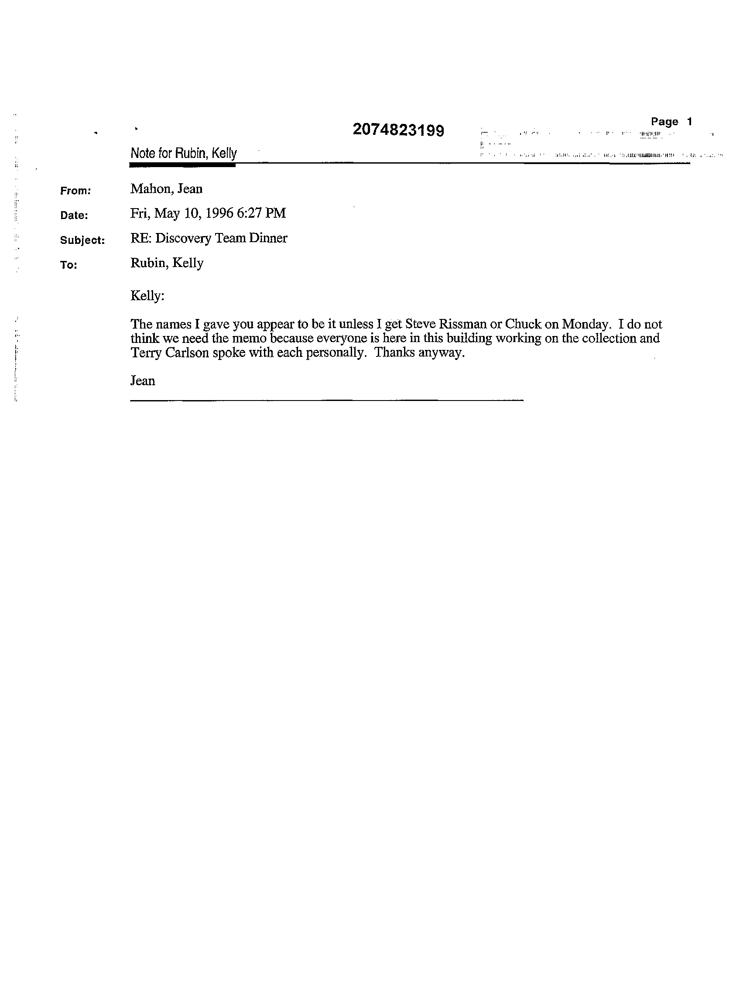 Page 1
2074823199
Note for Rubin, Kelly
From: Mahon, Jean
Date: Fri, May 10, 1996 6:27 PM
Subject: RE: Discovery Team Dinner
To: Rubin, Kelly
Kelly:
The names I gave you appear to be it unless I get Steve Rissman or Chuck on Monday. I do not
think we need the memo because everyone is here in this building working on the collection and
Terry Carlson spoke with each personally. Thanks anyway.
Jean